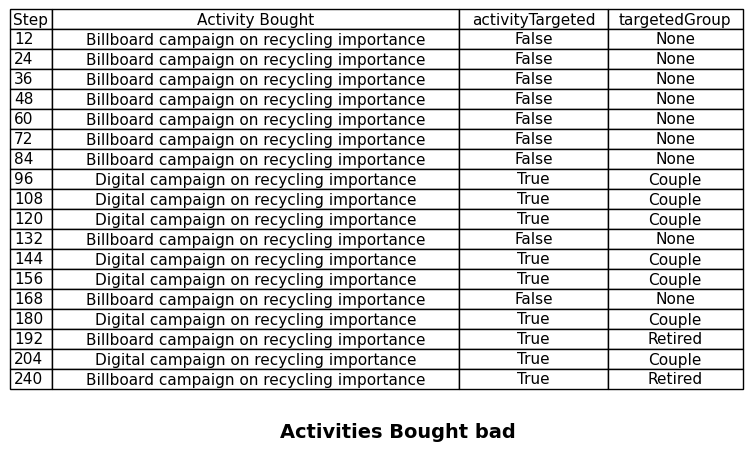 Step Activity Bought activityTargeted targetedGroup
12 Billboard campaign on recycling importance False None
24 Billboard campaign on recycling importance False None
36 Billboard campaign on recycling importance False None
48 Billboard campaign on recycling importance False None
60 Billboard campaign on recycling importance False None
72 Billboard campaign on recycling importance False None
84 Billboard campaign on recycling importance False None
96 Digital campaign on recycling importance True Couple
108 Digital campaign on recycling importance True Couple
120 Digital campaign on recycling importance True Couple
132 Billboard campaign on recycling importance False None
144 Digital campaign on recycling importance True Couple
156 Digital campaign on recycling importance True Couple
168 Billboard campaign on recycling importance False None
180 Digital campaign on recycling importance True Couple
192 Billboard campaign on recycling importance True Retired
204 Digital campaign on recycling importance True Couple
240 Billboard campaign on recycling importance True Retired
Activities Bought bad